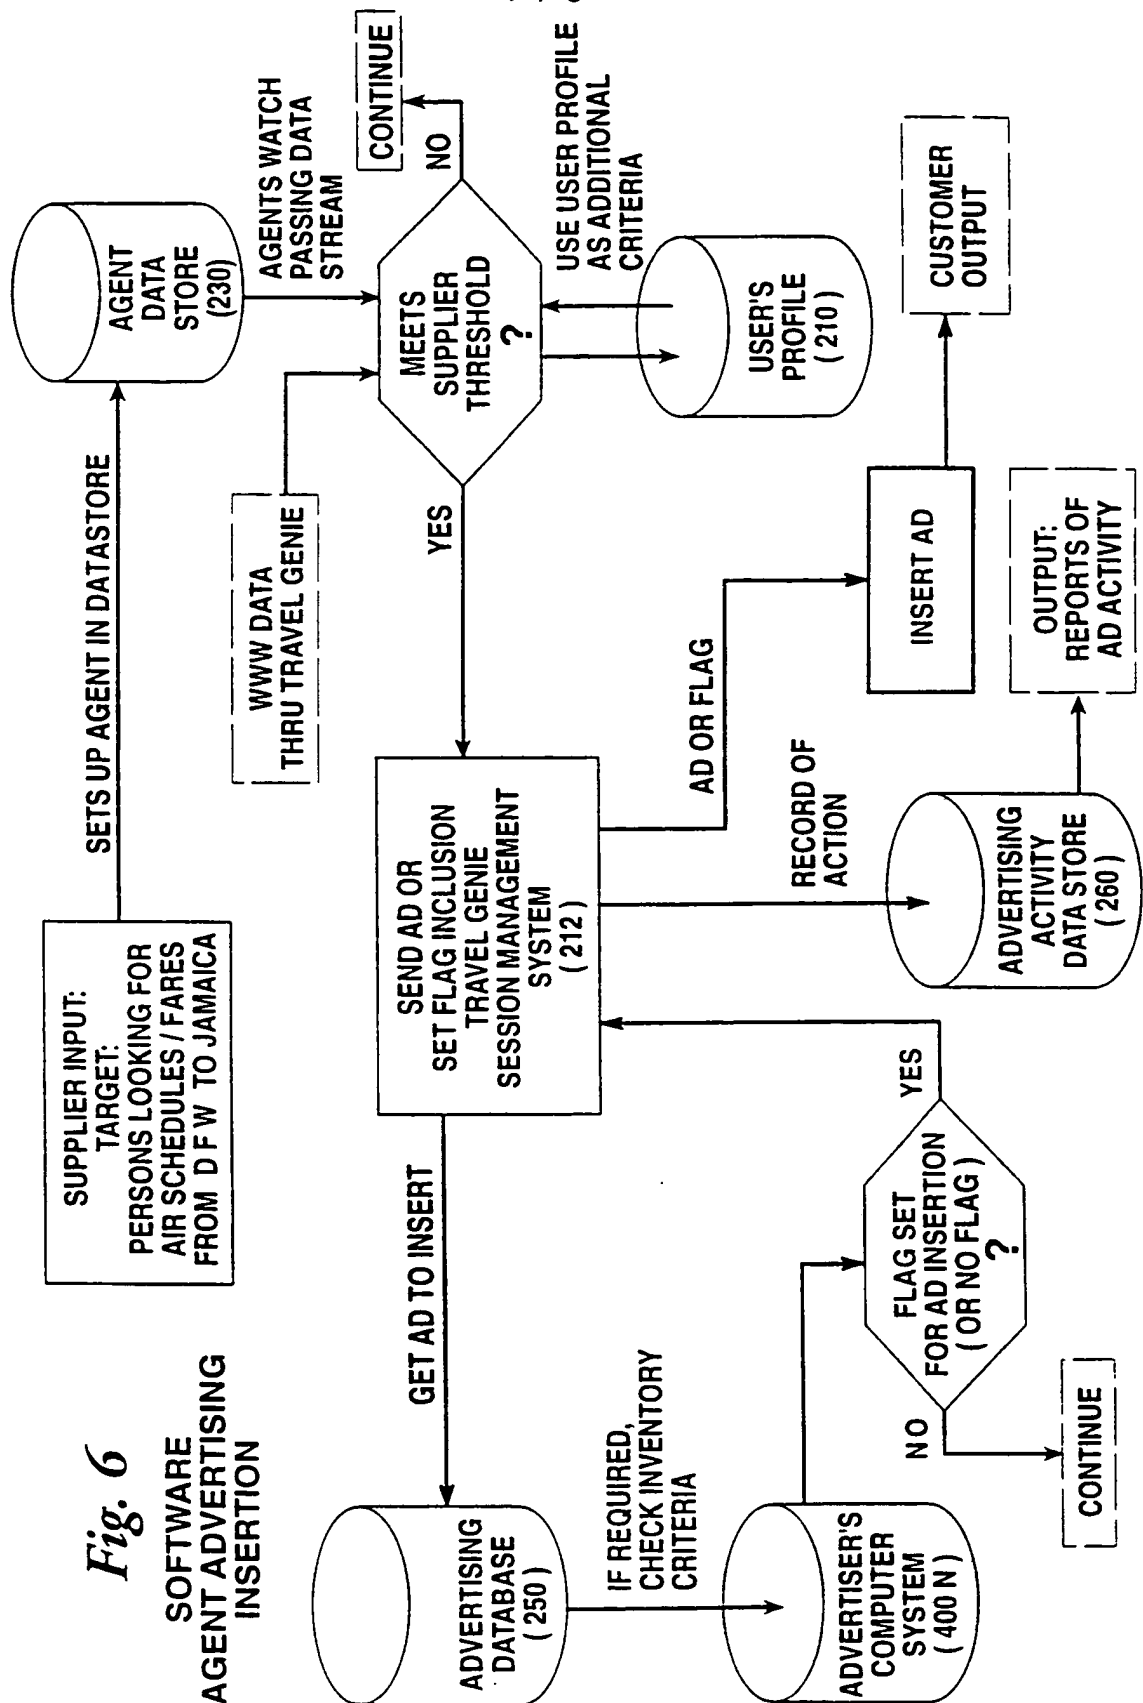 Fig. 6
SOFTWARE
AGENT ADVERTISING
INSERTION
SUPPLIER INPUT:
TARGET:
PERSONS LOOKING FOR
AIR SCHEDULES / FARES
FROM D F W TO JAMAICA
SETS UP AGENT IN DATASTORE
AGENT
DATA
STORE
(230)
AGENTS WATCH
PASSING DATA
STREAM
WWW DATA
THRU TRAVEL GENIE
MEETS
SUPPLIER
THRESHOLD
?
NO
CONTINUE
YES
USE USER PROFILE
AS ADDITIONAL
CRITERIA
USER'S
PROFILE
( 210 )
SEND AD OR
SET FLAG INCLUSION
TRAVEL GENIE
SESSION MANAGEMENT
SYSTEM
( 212 )
GET AD TO INSERT
ADVERTISING
DATABASE
( 250 )
IF REQUIRED,
CHECK INVENTORY
CRITERIA
ADVERTISER'S
COMPUTER
SYSTEM
( 400 N )
FLAG SET
FOR AD INSERTION
( OR NO FLAG )
?
NO
CONTINUE
YES
RECORD OF
ACTION
ADVERTISING
ACTIVITY
DATA STORE
( 260 )
OUTPUT:
REPORTS OF
AD ACTIVITY
AD OR FLAG
INSERT AD
CUSTOMER
OUTPUT